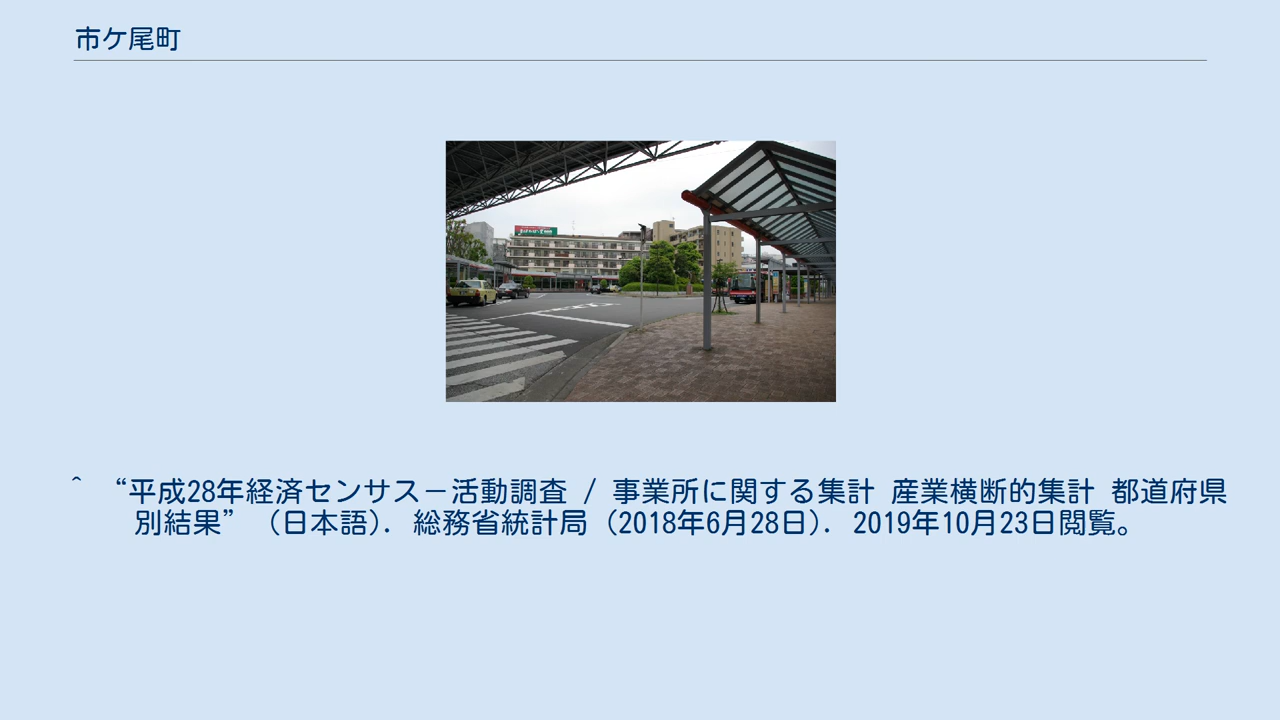 市ケ尾町
^ “平成28年経済センサス－活動調査 / 事業所に関する集計 産業横断的集計 都道府県
別結果” (日本語). 総務省統計局 (2018年6月28日). 2019年10月23日閲覧。